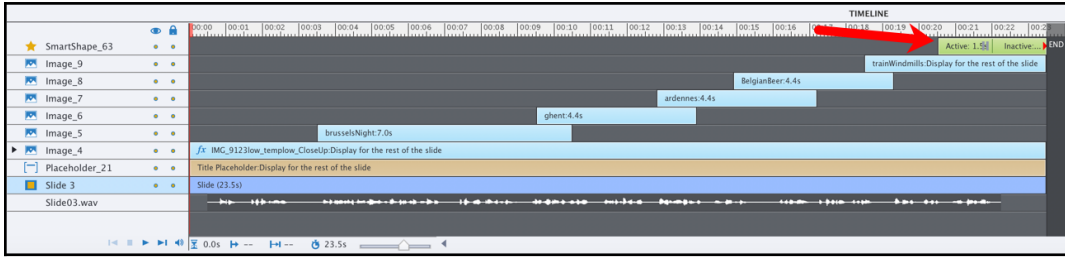 TIMELINE
00:00 00:01 00:02 00:03 00:04 00:05 00:06 00:07 00:08 00:09 00:10 00:11 00:12 00:13 00:14 00:15 00:16 00:18 00:19 00:20 00:21 00:22 00:2
SmartShape_63 Active: 1.5 Inactive:... END
Image_9 trainWindmills:Display for the rest of the slide
Image_8 BelgianBeer:4.4s
Image_7 ardennes:4.4s
Image_6 ghent:4.4s
Image_5 brusselsNight:7.0s
Image_4 fx IMG_9123low_templow_CloseUp:Display for the rest of the slide
Placeholder_21 Title Placeholder:Display for the rest of the slide
Slide 3 Slide (23.5s)
Slide03.wav
0.0s -- -- 23.5s